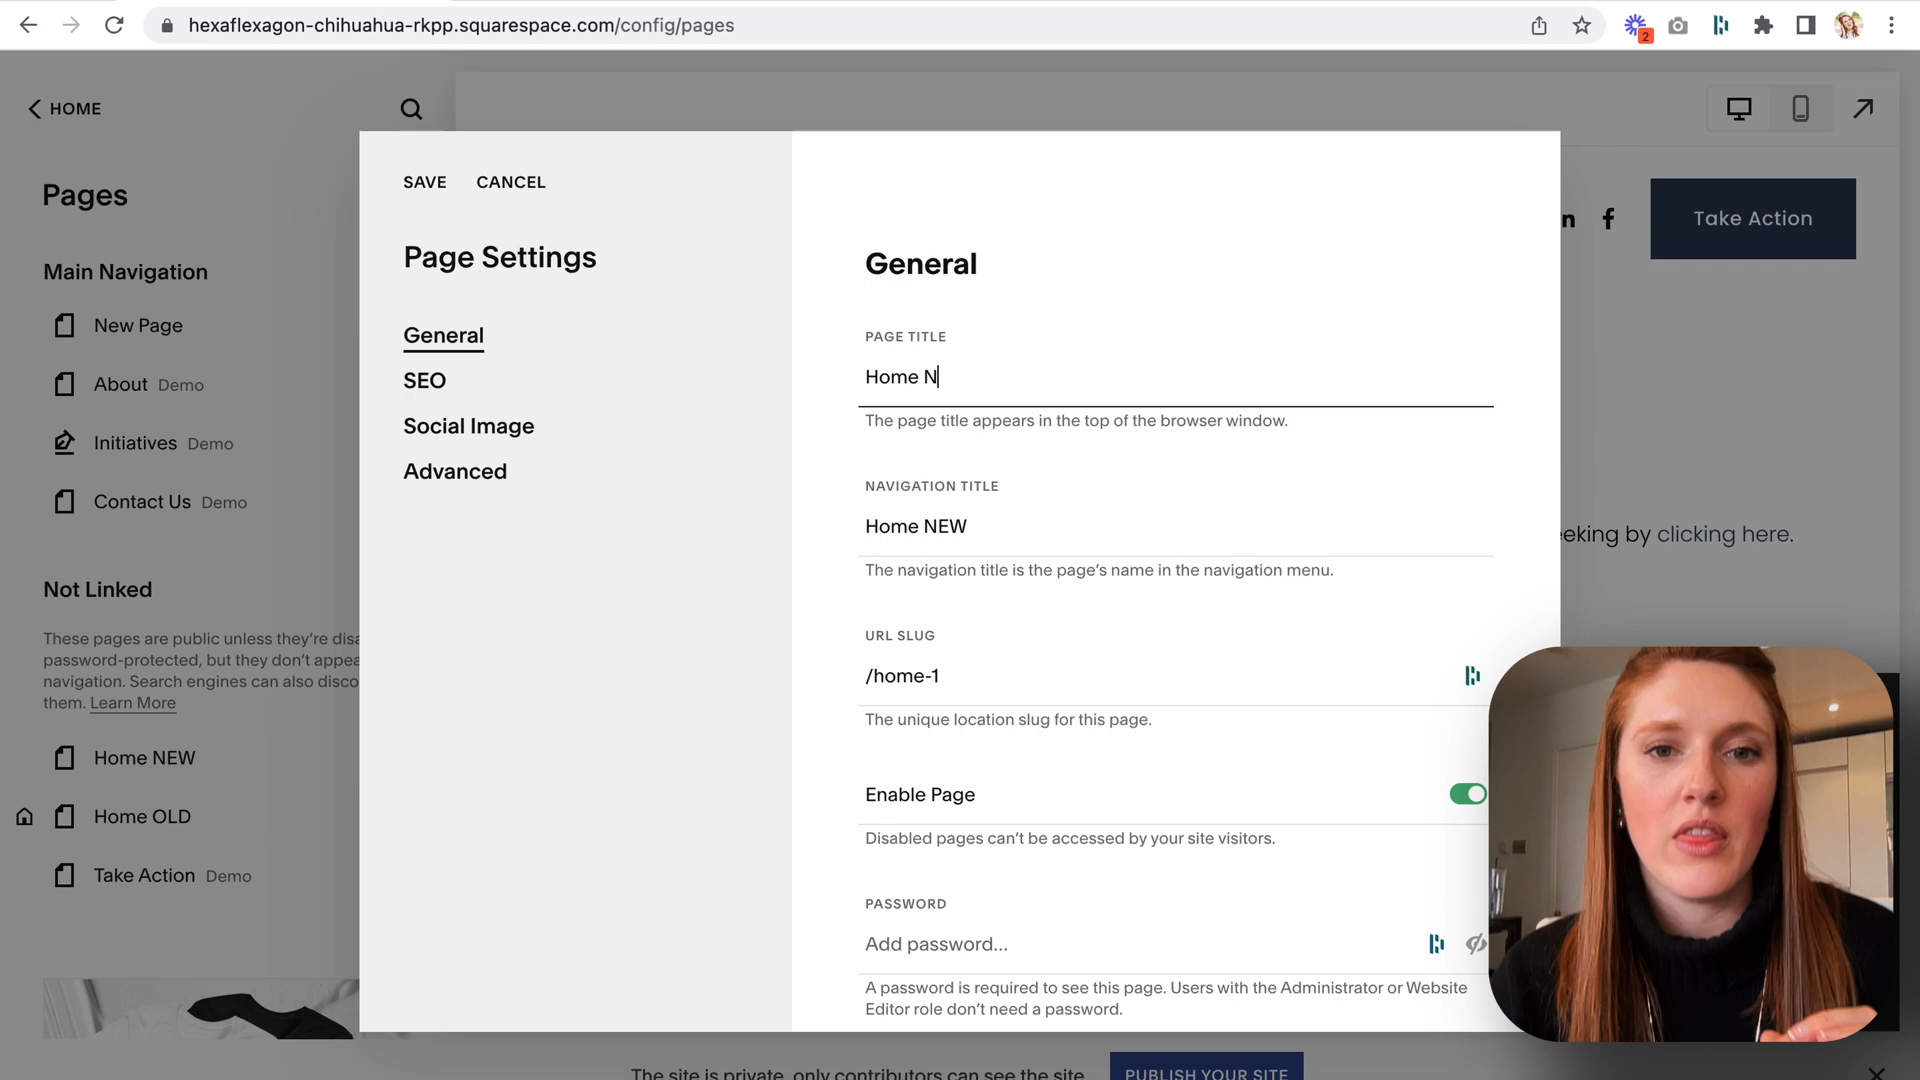 hexaflexagon-chihuahua-rkpp.squarespace.com/config/pages
2
HOME
Pages
Main Navigation
New Page
About Demo
Initiatives Demo
Contact Us Demo
Not Linked
These pages are public unless they're disa
password-protected, but they don't appea
navigation. Search engines can also disco
them. Learn More
Home NEW
Home OLD
Take Action Demo
SAVE CANCEL
Page Settings
General
SEO
Social Image
Advanced
General
PAGE TITLE
Home N
The page title appears in the top of the browser window.
NAVIGATION TITLE
Home NEW
The navigation title is the page's name in the navigation menu.
URL SLUG
/home-1
The unique location slug for this page.
Enable Page
Disabled pages can't be accessed by your site visitors.
PASSWORD
Add password...
A password is required to see this page. Users with the Administrator or Website
Editor role don't need a password.
Take Action
eeking by clicking here.
The site is private, only contributors can see the site
PUBLISH YOUR SITE